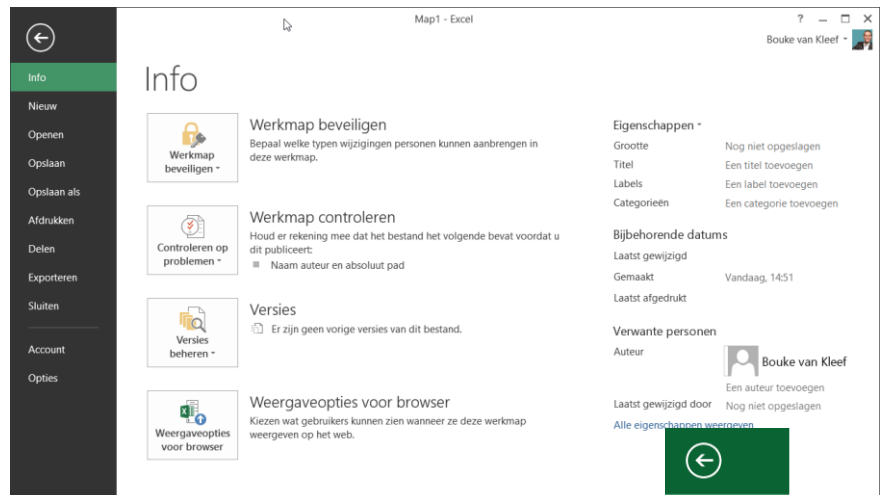 Map1 - Excel
?
Bouke van Kleef
Info
Nieuw
Openen
Opslaan
Opslaan als
Afdrukken
Delen
Exporteren
Sluiten
Account
Opties
Info
Werkmap
beveiligen
Werkmap beveiligen
Bepaal welke typen wijzigingen personen kunnen aanbrengen in
deze werkmap.
Controleren op
problemen
Werkmap controleren
Houd er rekening mee dat het bestand het volgende bevat voordat u
dit publiceert:
Naam auteur en absoluut pad
Versies
beheren
Versies
Er zijn geen vorige versies van dit bestand.
Weergaveopties
voor browser
Weergaveopties voor browser
Kiezen wat gebruikers kunnen zien wanneer ze deze werkmap
weergeven op het web.
Eigenschappen
Grootte Nog niet opgeslagen
Titel Een titel toevoegen
Labels Een label toevoegen
Categorieën Een categorie toevoegen
Bijbehorende datums
Laatst gewijzigd
Gemaakt Vandaag, 14:51
Laatst afgedrukt
Verwante personen
Auteur Bouke van Kleef
Een auteur toevoegen
Laatst gewijzigd door Nog niet opgeslagen
Alle eigenschappen weergeven